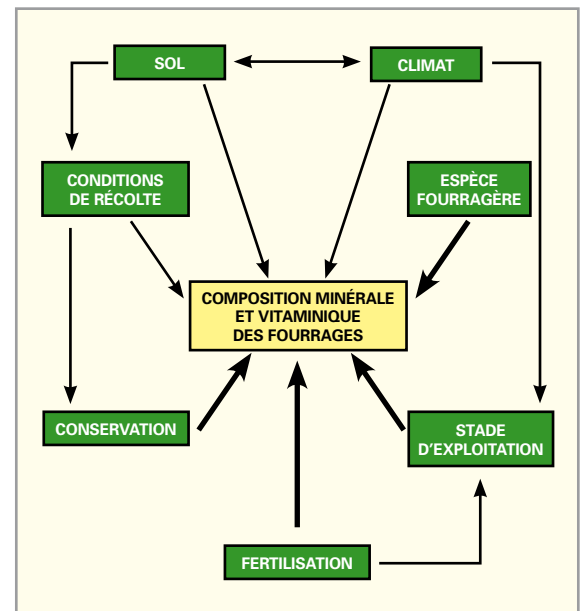 SOL
CLIMAT
CONDITIONS
DE RÉCOLTE
ESPÈCE
FOURRAGÈRE
COMPOSITION MINÉRALE
ET VITAMINIQUE
DES FOURRAGES
CONSERVATION
STADE
D'EXPLOITATION
FERTILISATION